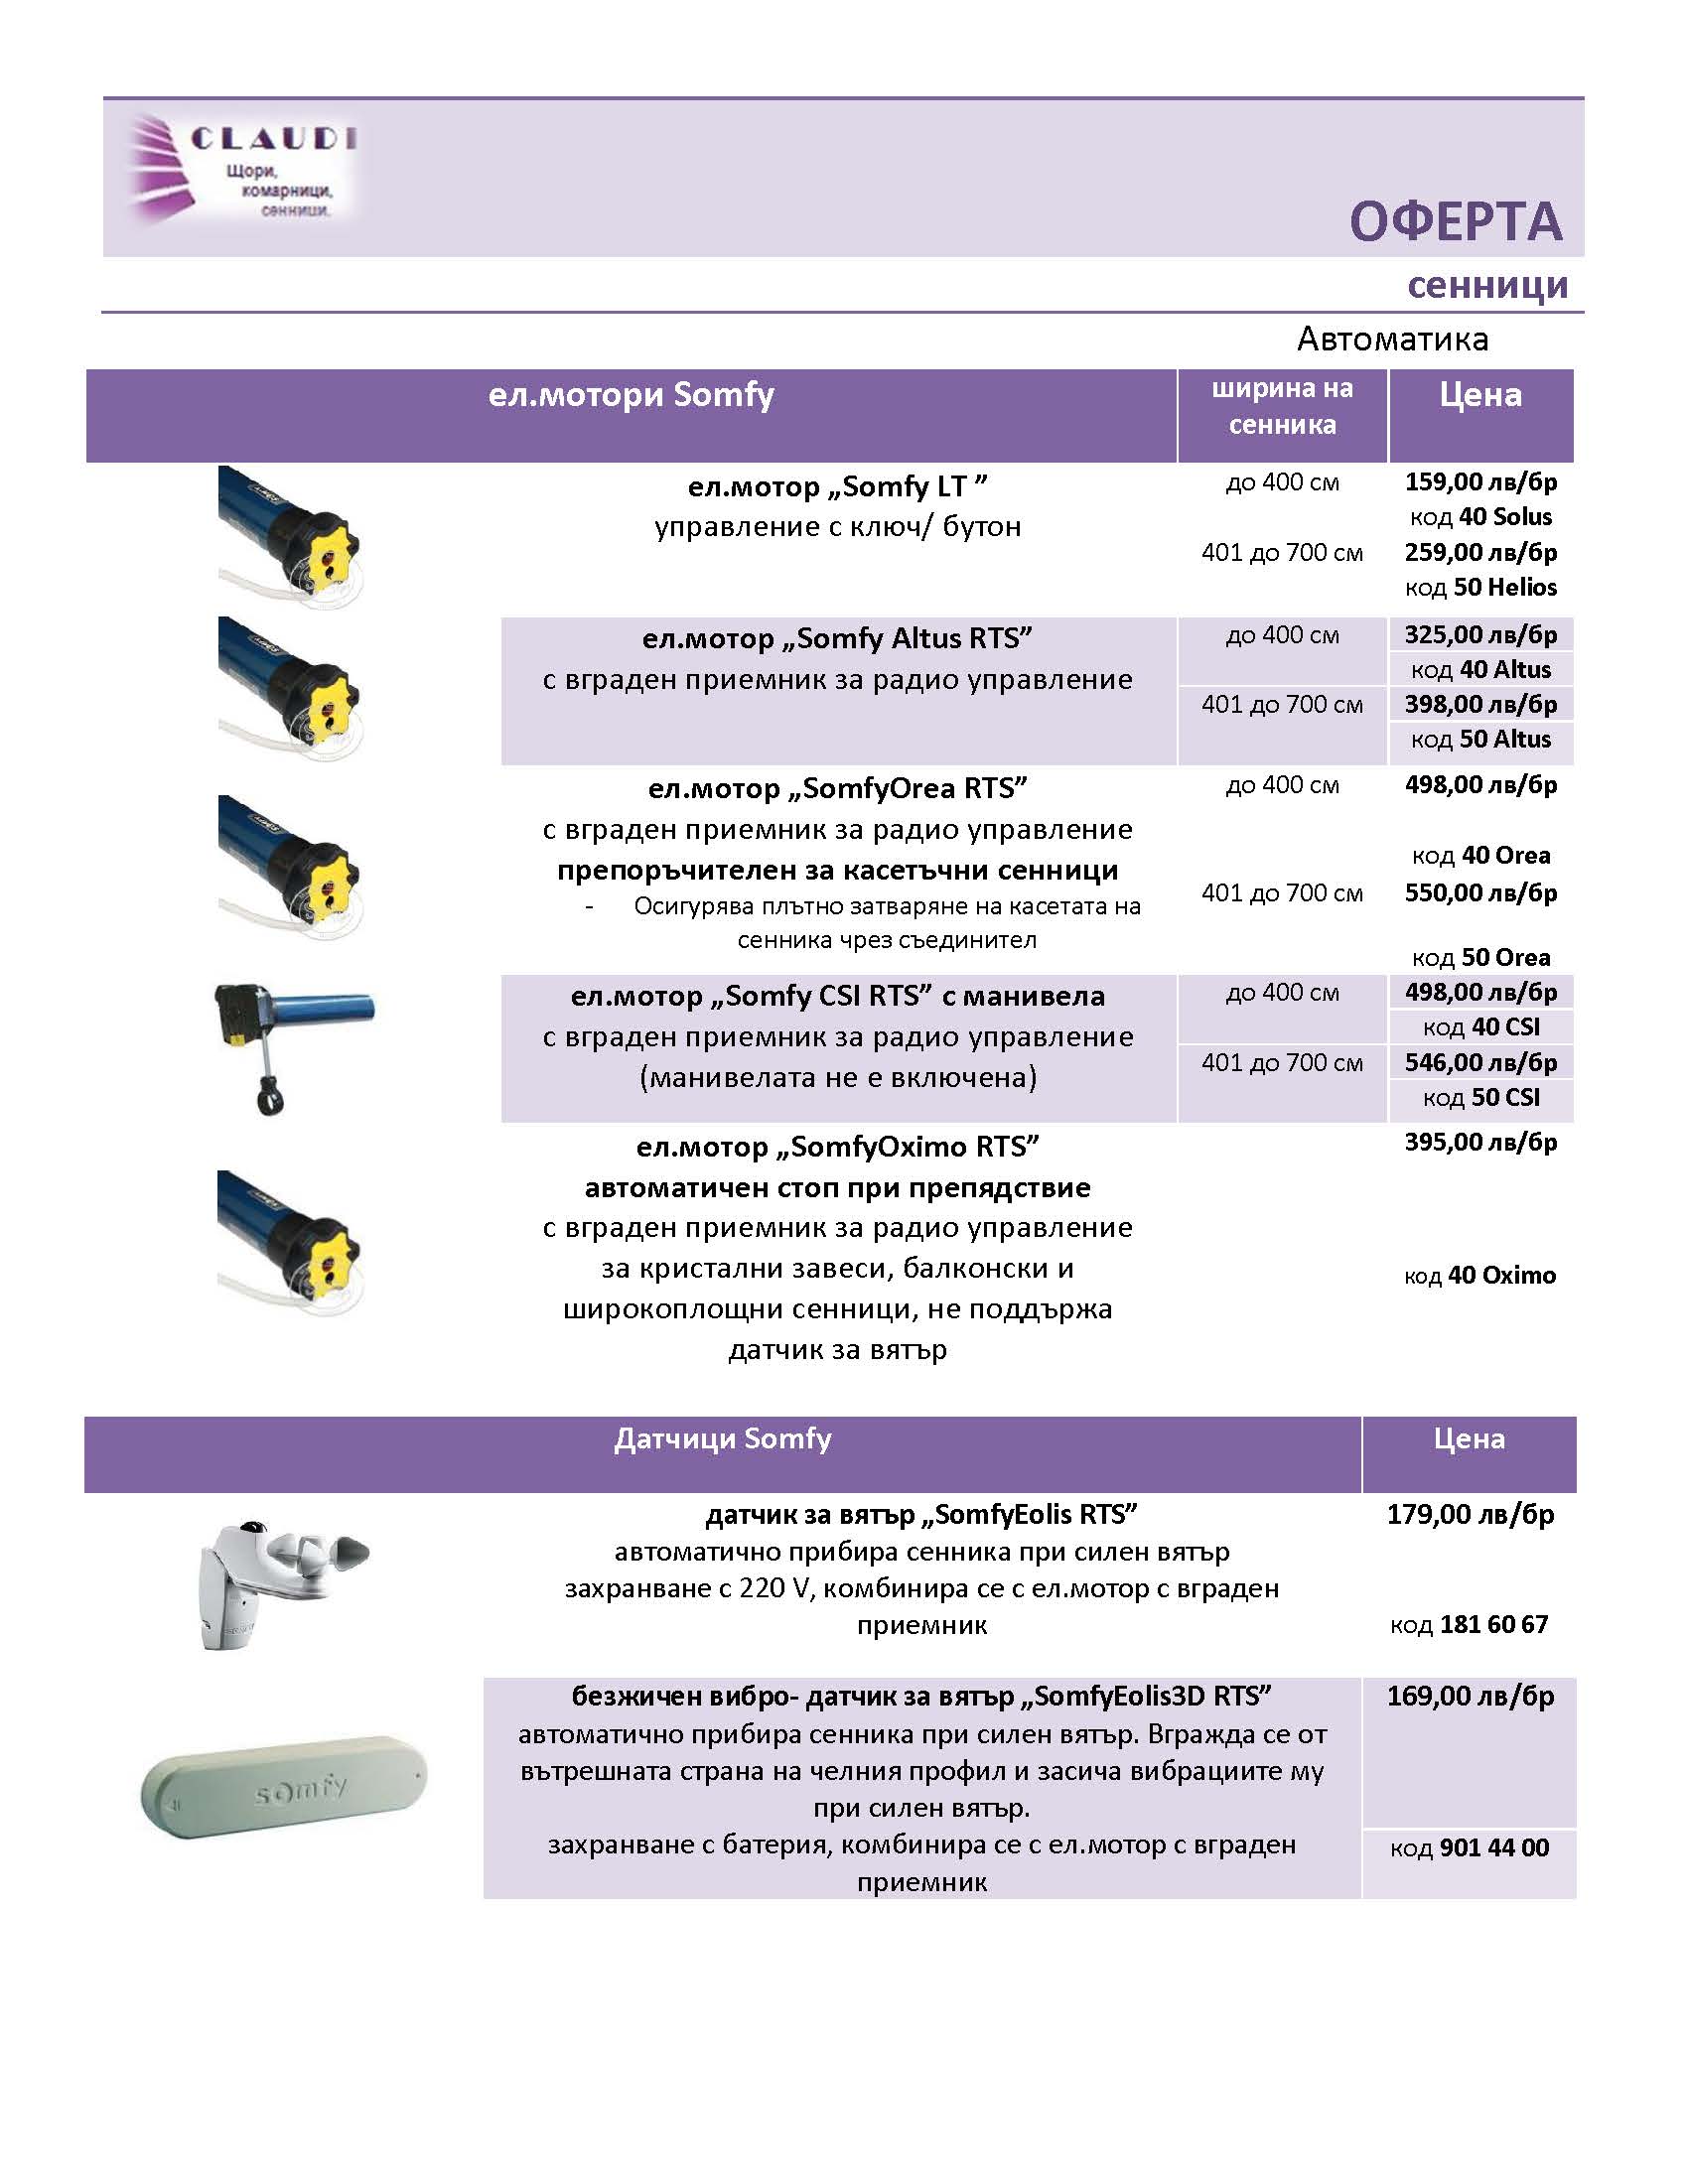 CLAUDI
Щори,
комарници,
сенници.
ОФЕРТА
сенници
Автоматика
ел.мотори Somfy
ширина на
сенника
Цена
ел.мотор „Somfy LT ”
управление с ключ/ бутон
до 400 см
159,00 лв/бр
код 40 Solus
401 до 700 см
259,00 лв/бр
код 50 Helios
ел.мотор „Somfy Altus RTS”
с вграден приемник за радио управление
до 400 см
325,00 лв/бр
код 40 Altus
401 до 700 см
398,00 лв/бр
код 50 Altus
ел.мотор „SomfyOrea RTS”
с вграден приемник за радио управление
препоръчителен за касетъчни сенници
- Осигурява плътно затваряне на касетата на
сенника чрез съединител
до 400 см
498,00 лв/бр
код 40 Orea
401 до 700 см
550,00 лв/бр
код 50 Orea
ел.мотор „Somfy CSI RTS” с манивела
с вграден приемник за радио управление
(манивелата не е включена)
до 400 см
498,00 лв/бр
код 40 CSI
401 до 700 см
546,00 лв/бр
код 50 CSI
ел.мотор „SomfyOximo RTS”
автоматичен стоп при препядствие
с вграден приемник за радио управление
за кристални завеси, балконски и
широкоплощни сенници, не поддържа
датчик за вятър
395,00 лв/бр
код 40 Oximo
Датчици Somfy
Цена
датчик за вятър „SomfyEolis RTS”
автоматично прибира сенника при силен вятър
захранване с 220 V, комбинира се с ел.мотор с вграден
приемник
179,00 лв/бр
код 181 60 67
безжичен вибро- датчик за вятър „SomfyEolis3D RTS”
автоматично прибира сенника при силен вятър. Вгражда се от
вътрешната страна на челния профил и засича вибрациите му
при силен вятър.
захранване с батерия, комбинира се с ел.мотор с вграден
приемник
169,00 лв/бр
код 901 44 00
somfy